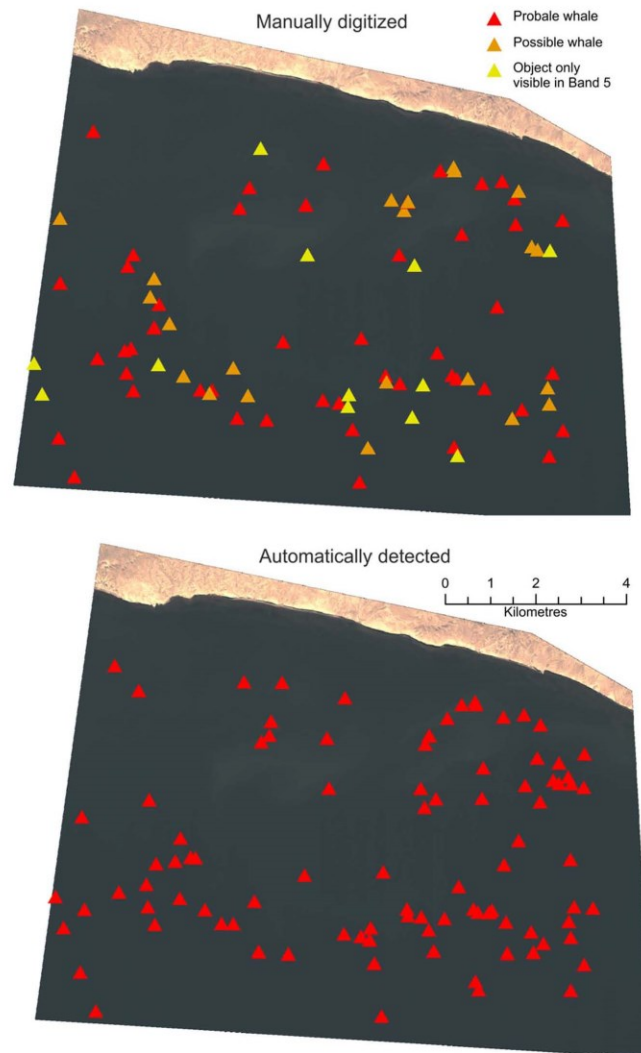 Manually digitized
Probale whale
Possible whale
Object only
visible in Band 5
Automatically detected
0 1 2 4
Kilometres